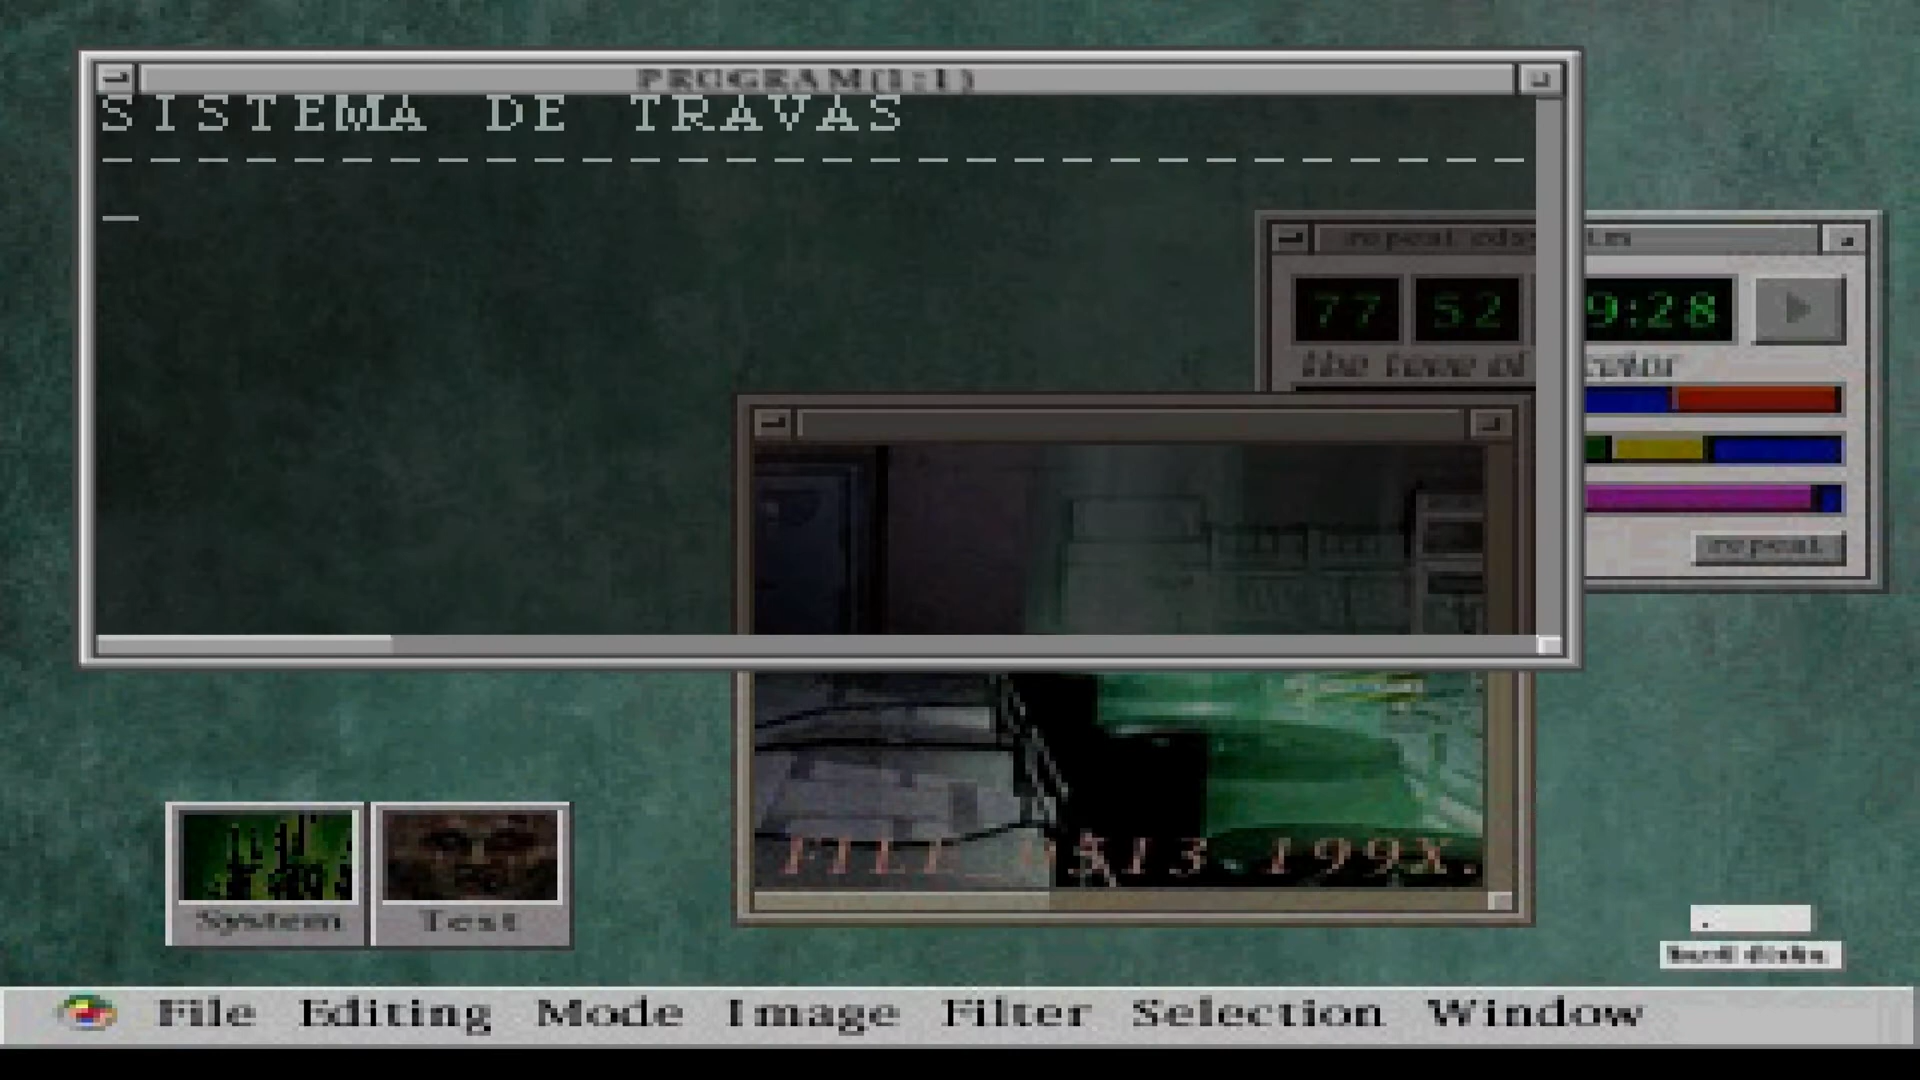 PROGRAM(1:1)
SISTEMA DE TRAVAS
77 52 9:28
repeat
System
Test
File Editing Mode Image Filter Selection Window